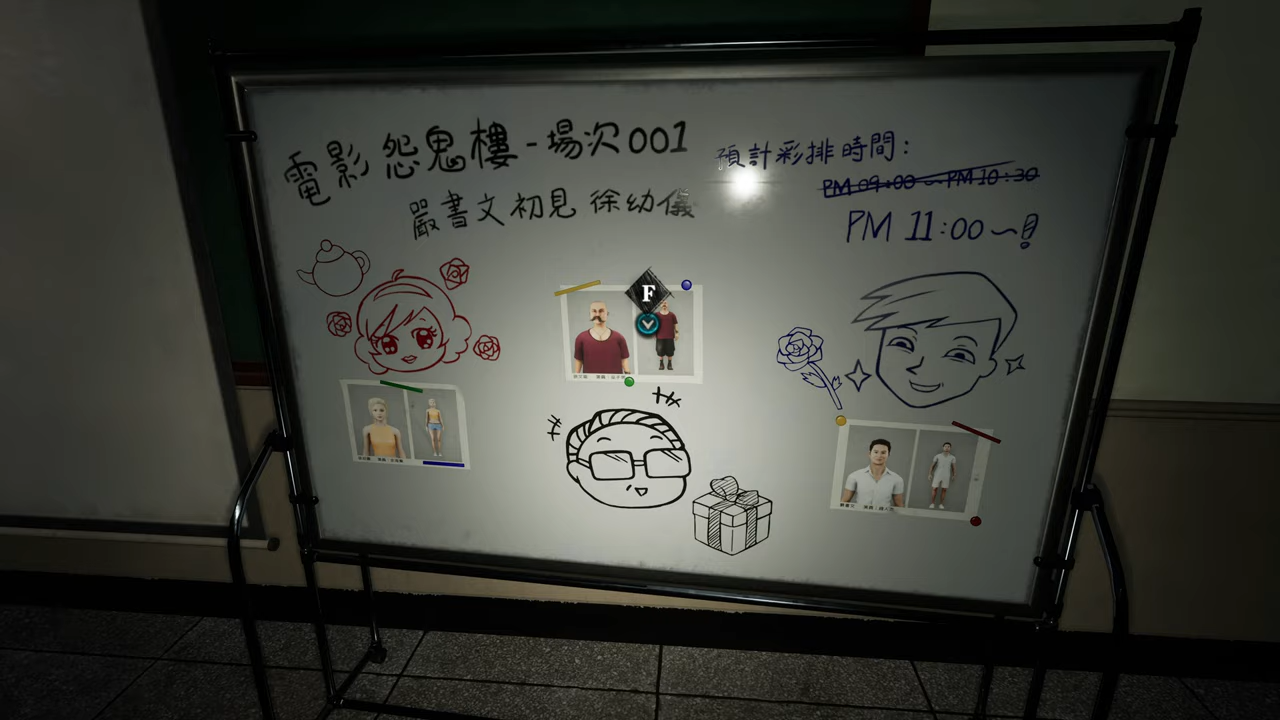 電影 怨鬼樓-場次001
嚴書文初見 徐幼儀
預計彩排時間:
PM 09:00~PM 10:30
PM 11:00~!
F